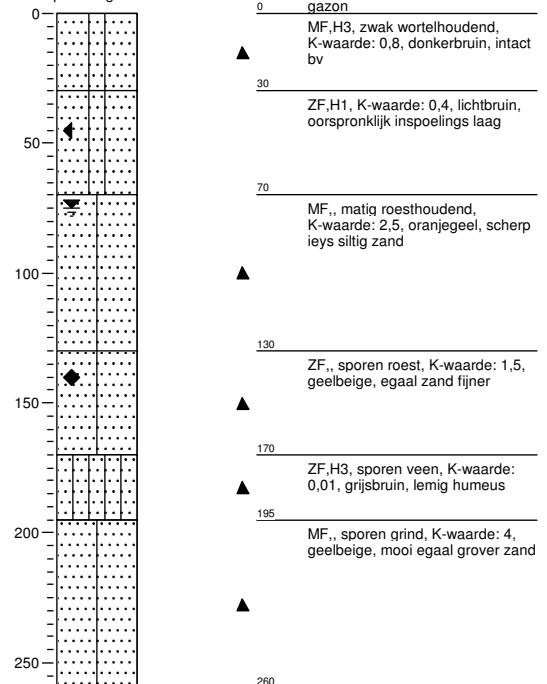 0
gazon
0
MF,H3, zwak wortelhoudend,
K-waarde: 0,8, donkerbruin, intact
bv
30
ZF,H1, K-waarde: 0,4, lichtbruin,
oorspronklijk inspoelings laag
50
70
MF,, matig roesthoudend,
K-waarde: 2,5, oranjegeel, scherp
ieys siltig zand
100
130
ZF,, sporen roest, K-waarde: 1,5,
geelbeige, egaal zand fijner
150
170
ZF,H3, sporen veen, K-waarde:
0,01, grijsbruin, lemig humeus
195
MF,, sporen grind, K-waarde: 4,
geelbeige, mooi egaal grover zand
200
250
260